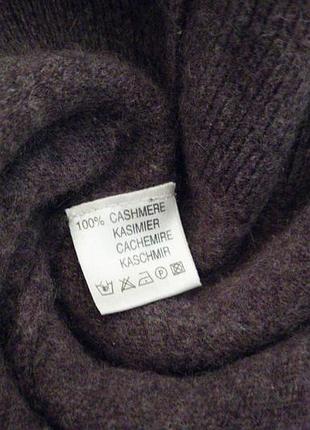 100% CASHMERE
KASIMIER
CACHEMIRE
KASCHMIR
P